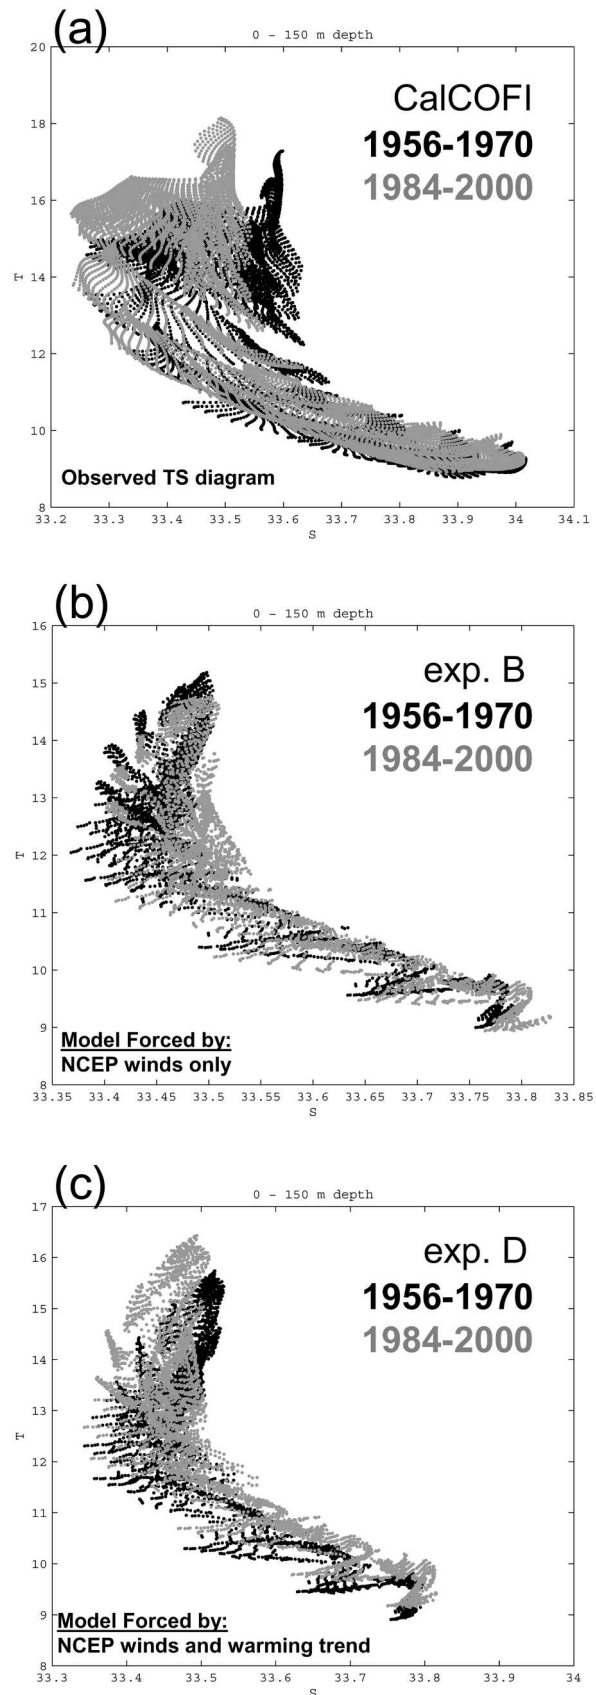 (a)
0 - 150 m depth
20
18
16
14
12
10
8
T
CalCOFI
1956-1970
1984-2000
Observed TS diagram
33.2 33.3 33.4 33.5 33.6 33.7 33.8 33.9 34 34.1
S
(b)
0 - 150 m depth
16
15
14
13
12
11
10
9
8
T
exp. B
1956-1970
1984-2000
Model Forced by:
NCEP winds only
33.35 33.4 33.45 33.5 33.55 33.6 33.65 33.7 33.75 33.8 33.85
S
(c)
0 - 150 m depth
17
16
15
14
13
12
11
10
9
8
T
exp. D
1956-1970
1984-2000
Model Forced by:
NCEP winds and warming trend
33.3 33.4 33.5 33.6 33.7 33.8 33.9 34
S